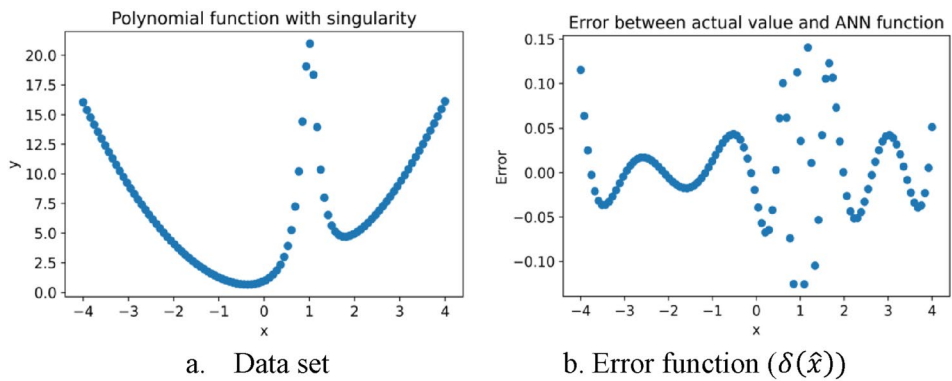 Polynomial function with singularity
20.0
17.5
15.0
12.5
10.0
7.5
5.0
2.5
0.0
y
−4 −3 −2 −1 0 1 2 3 4
x
a. Data set
Error between actual value and ANN function
0.15
0.10
0.05
0.00
−0.05
−0.10
Error
−4 −3 −2 −1 0 1 2 3 4
x
b. Error function (δ(x̂))